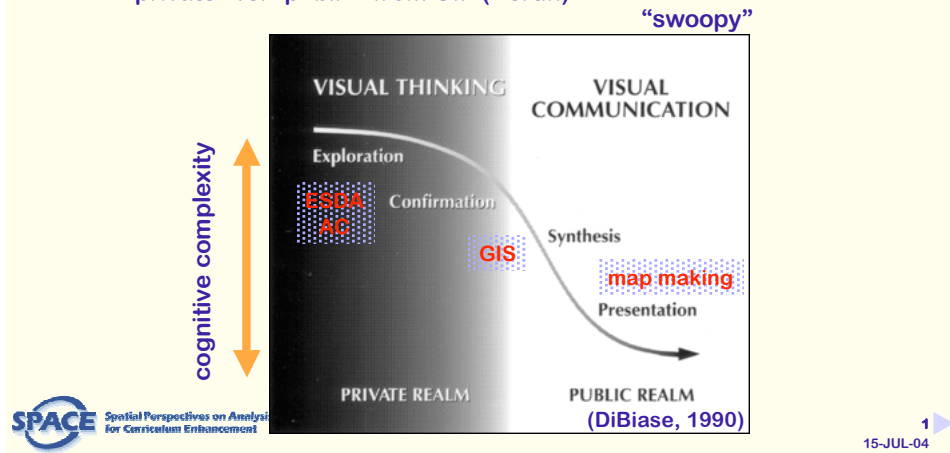 “swoopy”
VISUAL THINKING
VISUAL
COMMUNICATION
cognitive complexity
Exploration
ESDA
AC
Confirmation
GIS
Synthesis
map making
Presentation
PRIVATE REALM
PUBLIC REALM
(DiBiase, 1990)
SPACE
Spatial Perspectives on Analysis
for Curriculum Enhancement
1
15-JUL-04